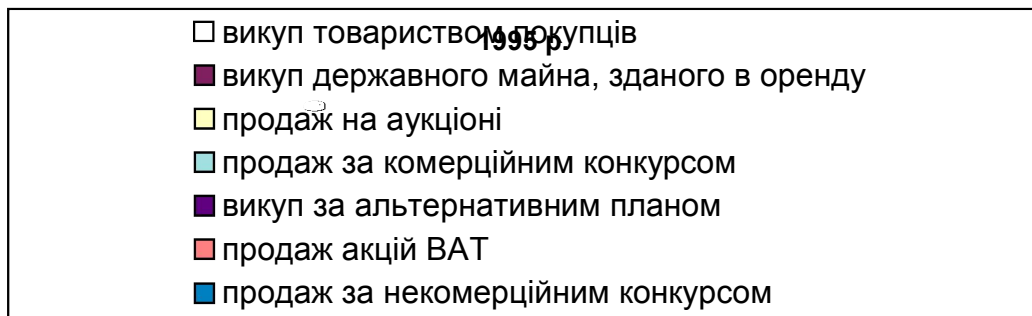 викуп товариством покупців
1995 р.
викуп державного майна, зданого в оренду
продаж на аукціоні
продаж за комерційним конкурсом
викуп за альтернативним планом
продаж акцій ВАТ
продаж за некомерційним конкурсом